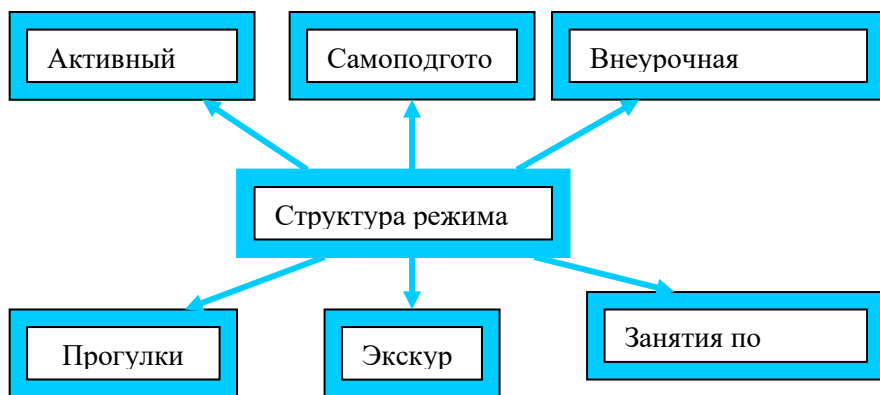 Активный
Самоподгото
Внеурочная
Структура режима
Прогулки
Экскур
Занятия по